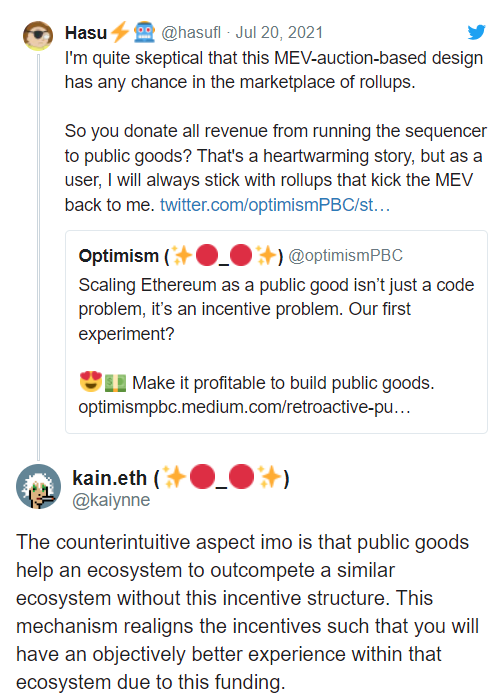 Hasu⚡🤖 @hasufl · Jul 20, 2021
I'm quite skeptical that this MEV-auction-based design
has any chance in the marketplace of rollups.
So you donate all revenue from running the sequencer
to public goods? That's a heartwarming story, but as a
user, I will always stick with rollups that kick the MEV
back to me. twitter.com/optimismPBC/st…
Optimism (✨🔴_🔴✨) @optimismPBC
Scaling Ethereum as a public good isn’t just a code
problem, it’s an incentive problem. Our first
experiment?
😍💵 Make it profitable to build public goods.
optimismpbc.medium.com/retroactive-pu…
kain.eth (✨🔴_🔴✨)
@kaiynne
The counterintuitive aspect imo is that public goods
help an ecosystem to outcompete a similar
ecosystem without this incentive structure. This
mechanism realigns the incentives such that you will
have an objectively better experience within that
ecosystem due to this funding.